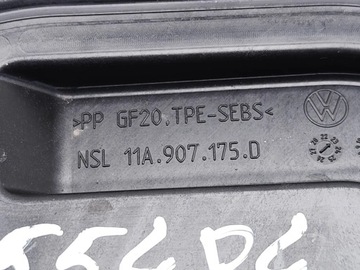 >PP GF20.TPE-SEBS<
NSL 11A.907.175.D